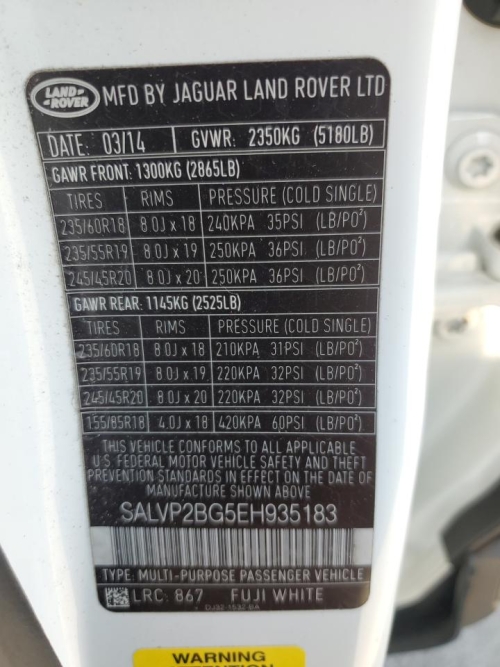 LAND ROVER MFD BY JAGUAR LAND ROVER LTD
DATE: 03/14 GVWR: 2350KG (5180LB)
GAWR FRONT: 1300KG (2865LB)
TIRES RIMS PRESSURE (COLD SINGLE)
235/60R18 8.0J x 18 240KPA 35PSI (LB/PO²)
235/55R19 8.0J x 19 250KPA 36PSI (LB/PO²)
245/45R20 8.0J x 20 250KPA 36PSI (LB/PO²)
GAWR REAR: 1145KG (2525LB)
TIRES RIMS PRESSURE (COLD SINGLE)
235/60R18 8.0J x 18 210KPA 31PSI (LB/PO²)
235/55R19 8.0J x 19 220KPA 32PSI (LB/PO²)
245/45R20 8.0J x 20 220KPA 32PSI (LB/PO²)
155/85R18 4.0J x 18 420KPA 60PSI (LB/PO²)
THIS VEHICLE CONFORMS TO ALL APPLICABLE
U.S. FEDERAL MOTOR VEHICLE SAFETY AND THEFT
PREVENTION STANDARDS IN EFFECT ON THE DATE OF
MANUFACTURE SHOWN ABOVE
SALVP2BG5EH935183
TYPE: MULTI-PURPOSE PASSENGER VEHICLE
LRC: 867 FUJI WHITE
WARNING